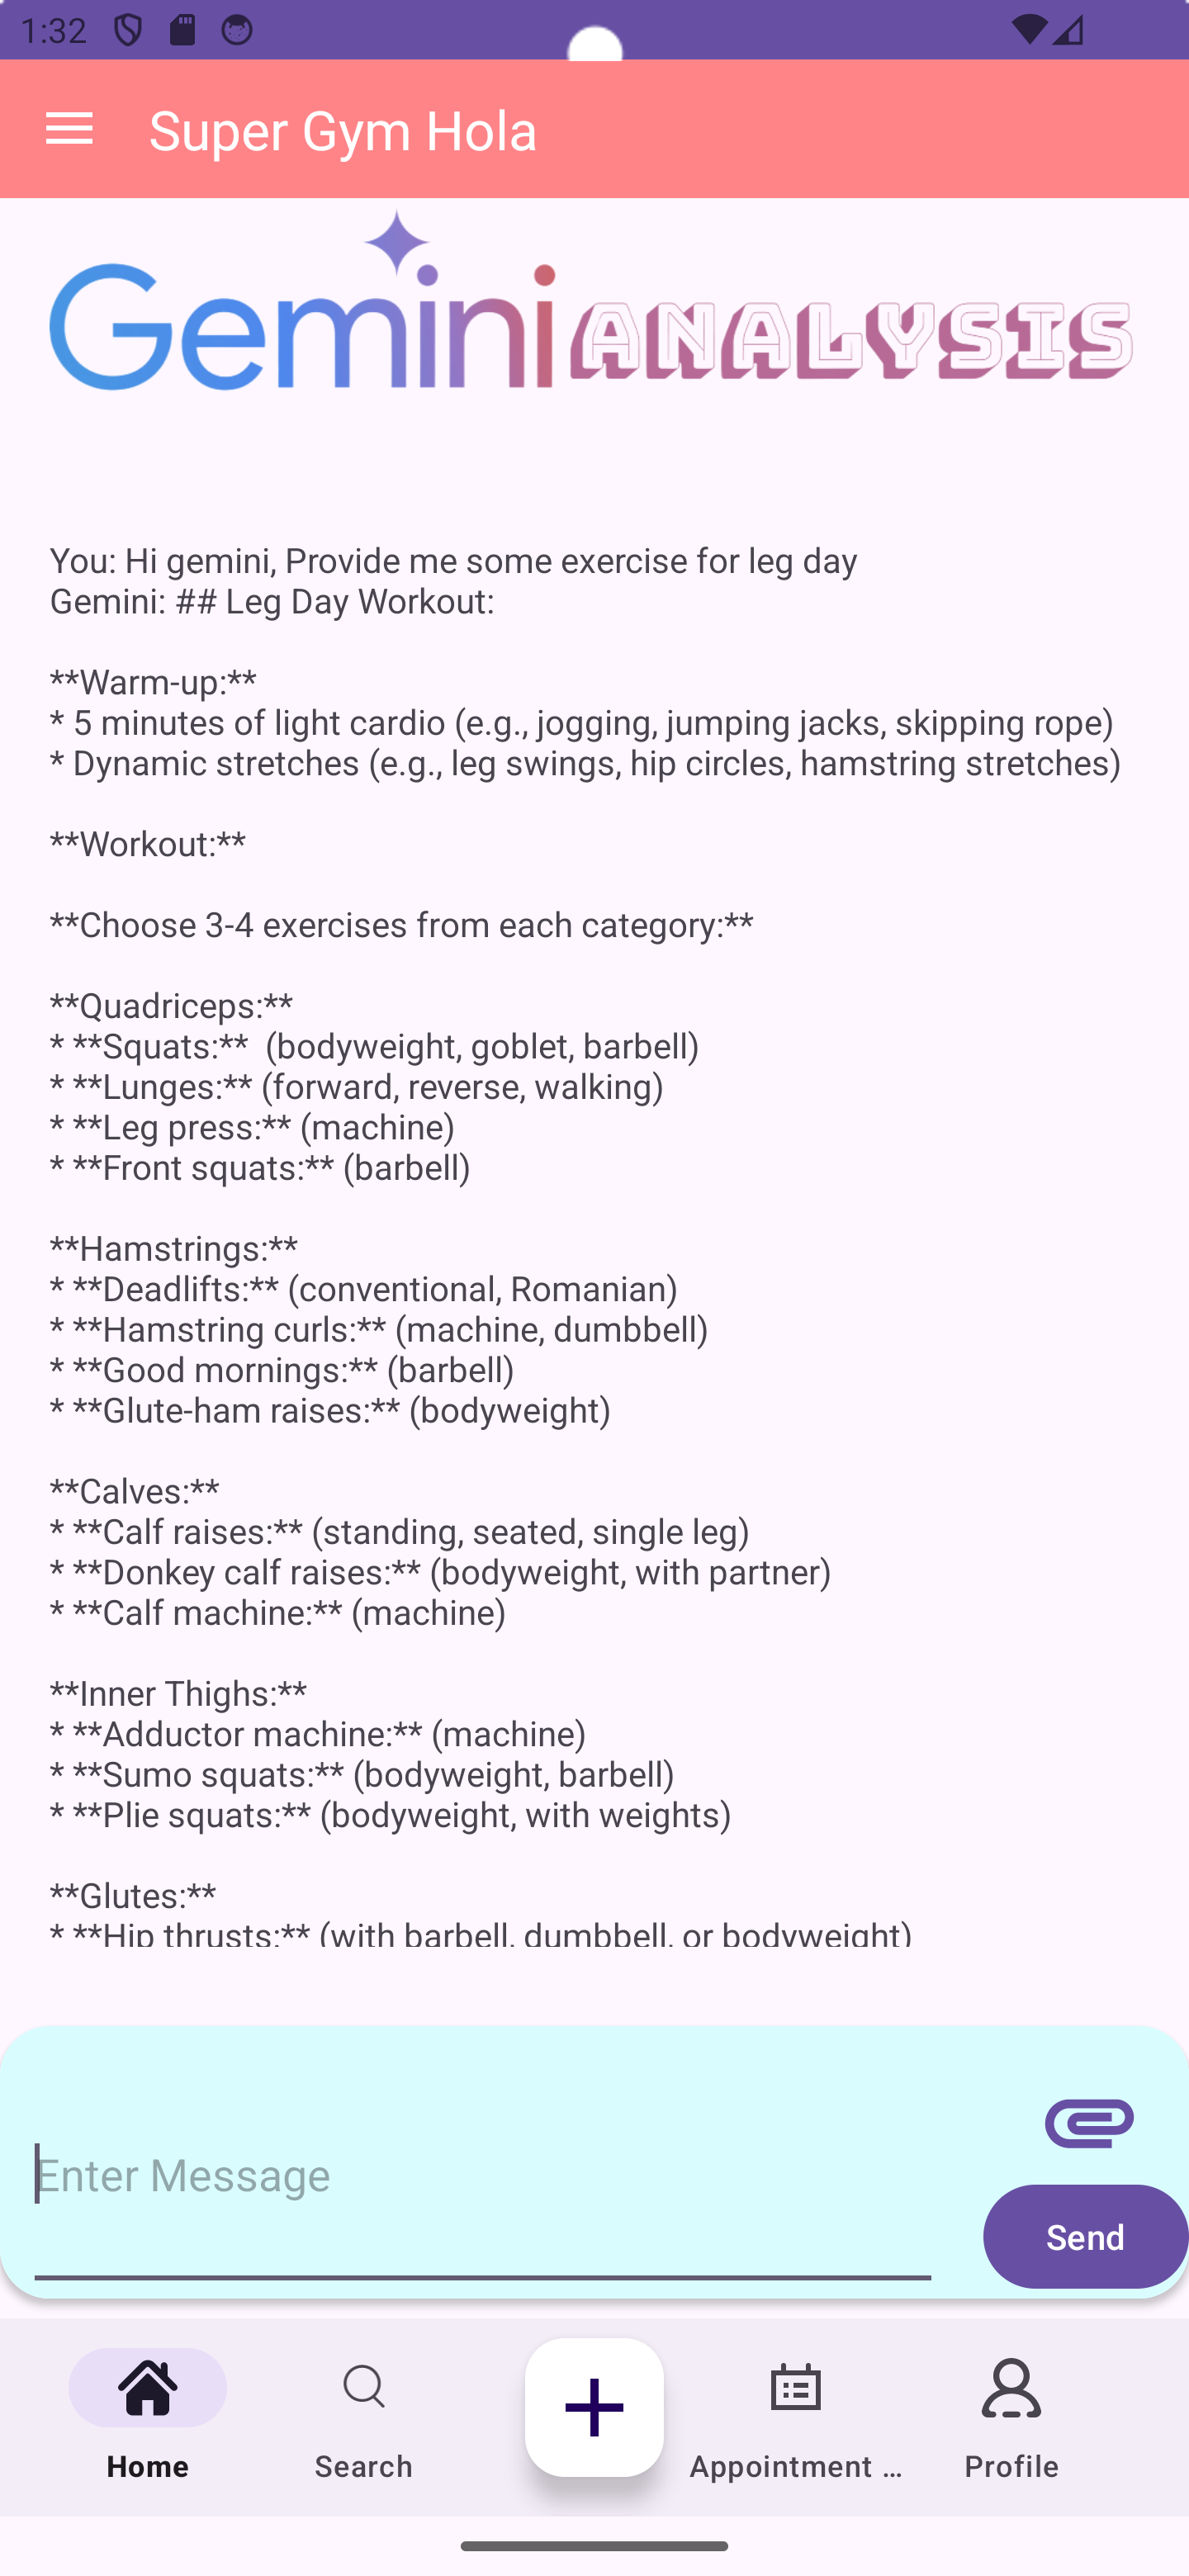 1:32
Super Gym Hola
Gemini ANALYSIS
You: Hi gemini, Provide me some exercise for leg day
Gemini: ## Leg Day Workout:
**Warm-up:**
* 5 minutes of light cardio (e.g., jogging, jumping jacks, skipping rope)
* Dynamic stretches (e.g., leg swings, hip circles, hamstring stretches)
**Workout:**
**Choose 3-4 exercises from each category:**
**Quadriceps:**
* **Squats:**  (bodyweight, goblet, barbell)
* **Lunges:** (forward, reverse, walking)
* **Leg press:** (machine)
* **Front squats:** (barbell)
**Hamstrings:**
* **Deadlifts:** (conventional, Romanian)
* **Hamstring curls:** (machine, dumbbell)
* **Good mornings:** (barbell)
* **Glute-ham raises:** (bodyweight)
**Calves:**
* **Calf raises:** (standing, seated, single leg)
* **Donkey calf raises:** (bodyweight, with partner)
* **Calf machine:** (machine)
**Inner Thighs:**
* **Adductor machine:** (machine)
* **Sumo squats:** (bodyweight, barbell)
* **Plie squats:** (bodyweight, with weights)
**Glutes:**
* **Hip thrusts:** (with barbell, dumbbell, or bodyweight)
Enter Message
Send
Home
Search
Appointment ...
Profile